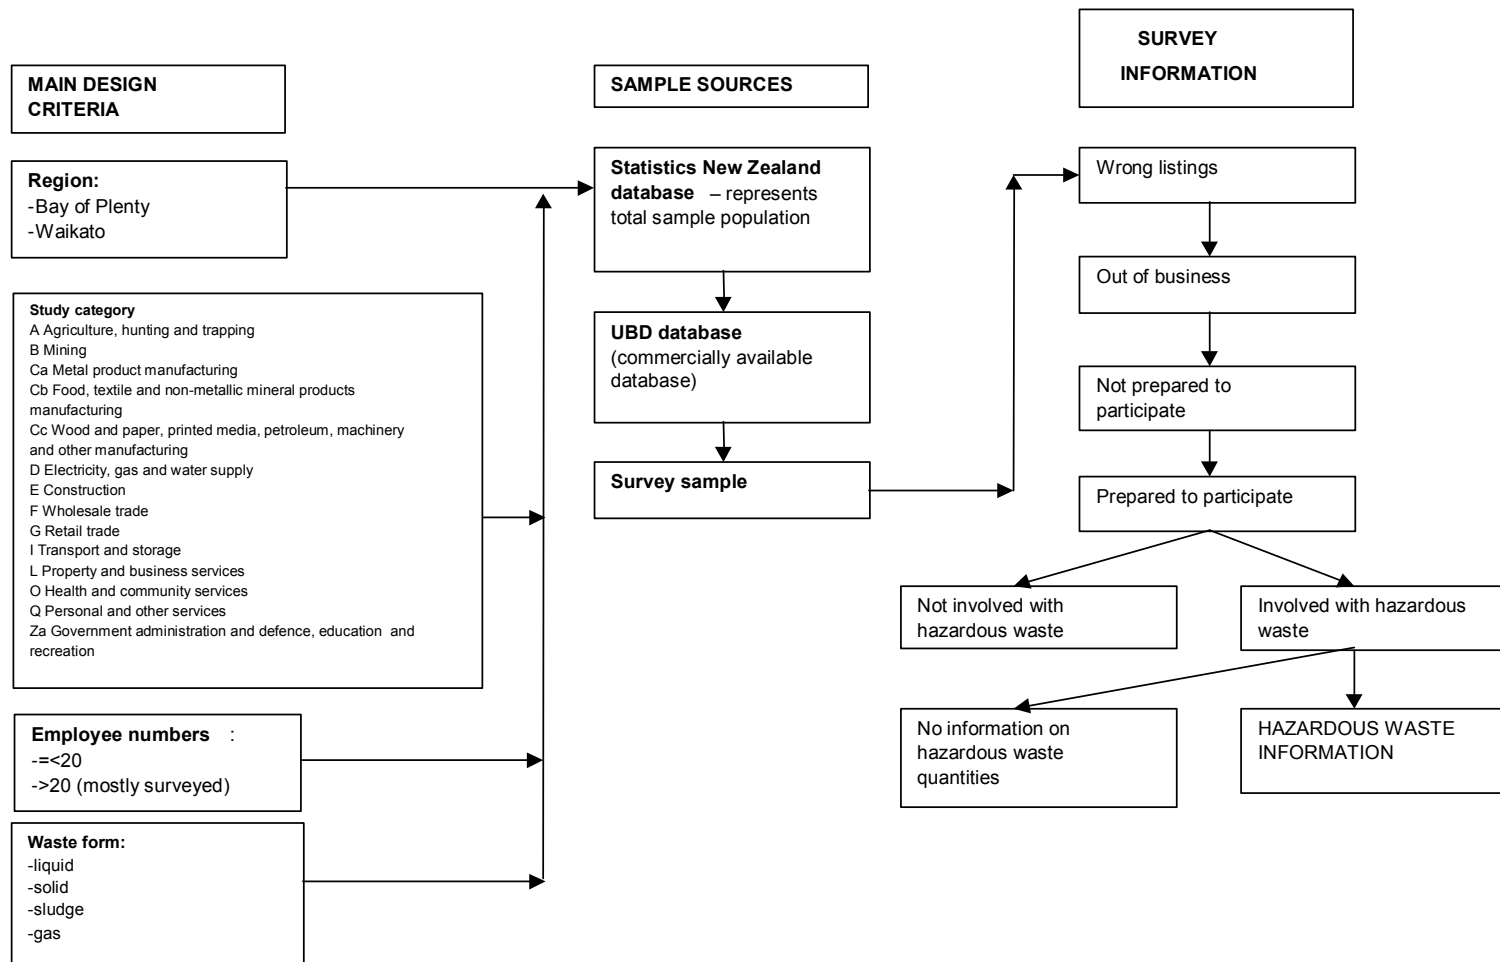 MAIN DESIGN
CRITERIA
Region:
-Bay of Plenty
-Waikato
Study category
A Agriculture, hunting and trapping
B Mining
Ca Metal product manufacturing
Cb Food, textile and non-metallic mineral products
manufacturing
Cc Wood and paper, printed media, petroleum, machinery
and other manufacturing
D Electricity, gas and water supply
E Construction
F Wholesale trade
G Retail trade
I Transport and storage
L Property and business services
O Health and community services
Q Personal and other services
Za Government administration and defence, education and
recreation
Employee numbers :
-=<20
->20 (mostly surveyed)
Waste form:
-liquid
-solid
-sludge
-gas
SAMPLE SOURCES
Statistics New Zealand
database – represents
total sample population
UBD database
(commercially available
database)
Survey sample
SURVEY
INFORMATION
Wrong listings
Out of business
Not prepared to
participate
Prepared to participate
Not involved with
hazardous waste
Involved with hazardous
waste
No information on
hazardous waste
quantities
HAZARDOUS WASTE
INFORMATION